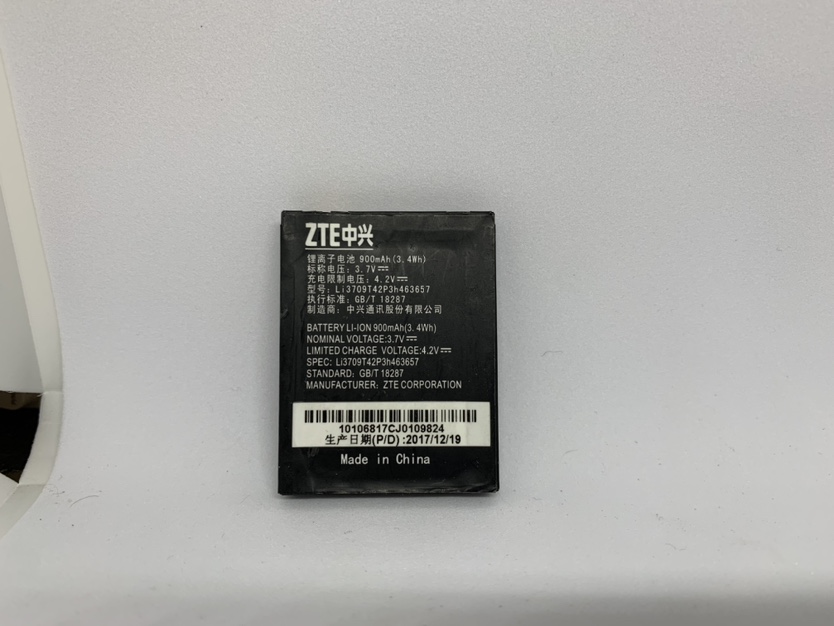 ZTE中兴
锂离子电池 900mAh(3.4Wh)
标称电压: 3.7V
充电限制电压: 4.2V
型号: Li3709T42P3h463657
执行标准: GB/T 18287
制造商: 中兴通讯股份有限公司
BATTERY LI-ION 900mAh(3.4Wh)
NOMINAL VOLTAGE:3.7V
LIMITED CHARGE VOLTAGE:4.2V
SPEC: Li3709T42P3h463657
STANDARD: GB/T 18287
MANUFACTURER: ZTE CORPORATION
10106817CJ0109824
生产日期(P/D) :2017/12/19
Made in China